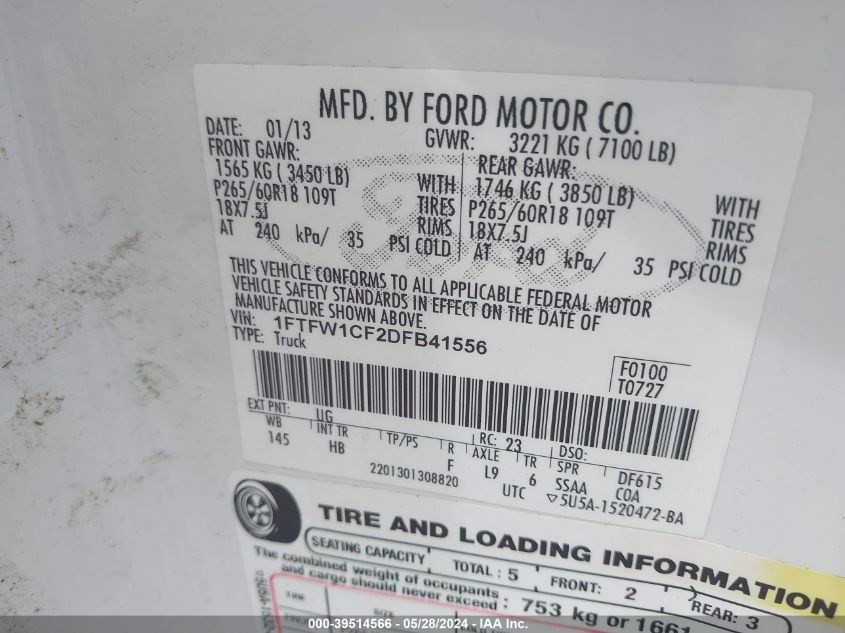 MFD. BY FORD MOTOR CO.
DATE: 01/13 GVWR: 3221 KG ( 7100 LB)
FRONT GAWR: REAR GAWR:
1565 KG ( 3450 LB) WITH 1746 KG ( 3850 LB) WITH
P265/60R18 109T TIRES P265/60R18 109T TIRES
18X7.5J RIMS 18X7.5J RIMS
AT 240 kPa/ 35 PSI COLD AT 240 kPa/ 35 PSI COLD
THIS VEHICLE CONFORMS TO ALL APPLICABLE FEDERAL MOTOR
VEHICLE SAFETY STANDARDS IN EFFECT ON THE DATE OF
MANUFACTURE SHOWN ABOVE.
VIN: 1FTFW1CF2DFB41556
TYPE: Truck
F0100
T0727
EXT PNT: UG RC: 23 DSO:
WB INT TR TP/PS R AXLE TR SPR DF615
145 HB F L9 6 SSAA COA
2201301308820 UTC ▽5U5A-1520472-BA
TIRE AND LOADING INFORMATION
SEATING CAPACITY TOTAL : 5 FRONT: 2 REAR: 3
The combined weight of occupants
and cargo should never exceed : 753 kg or 1661
TIRE SIZE
000-39514566 - 05/28/2024 - IAA Inc.